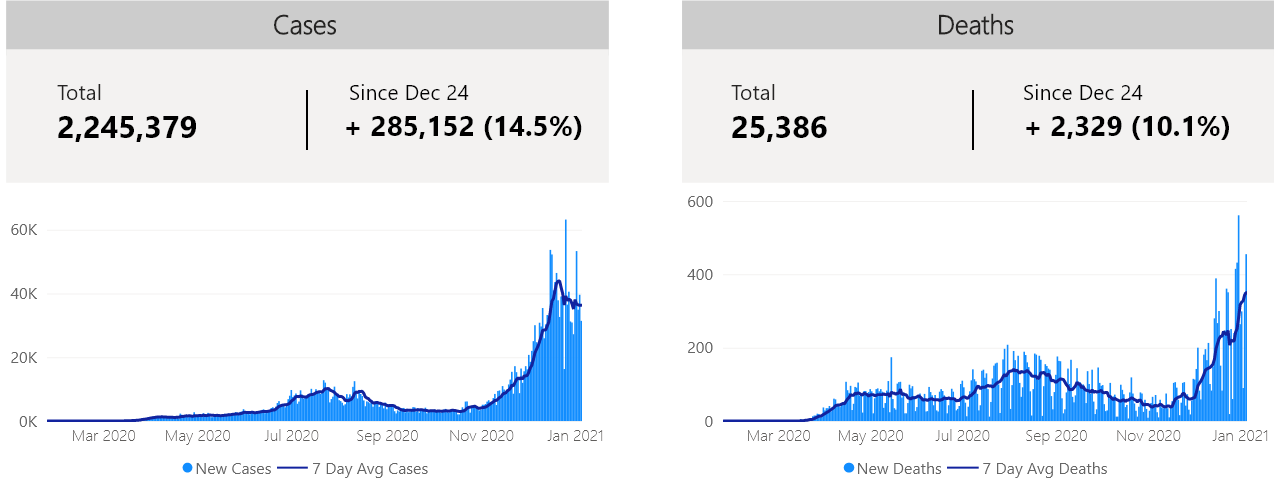 Cases
Total
Since Dec 24
2,245,379
+ 285,152 (14.5%)
60K
40K
20K
0K
Mar 2020 May 2020 Jul 2020 Sep 2020 Nov 2020 Jan 2021
New Cases 7 Day Avg Cases
Deaths
Total
Since Dec 24
25,386
+ 2,329 (10.1%)
600
400
200
0
Mar 2020 May 2020 Jul 2020 Sep 2020 Nov 2020 Jan 2021
New Deaths 7 Day Avg Deaths